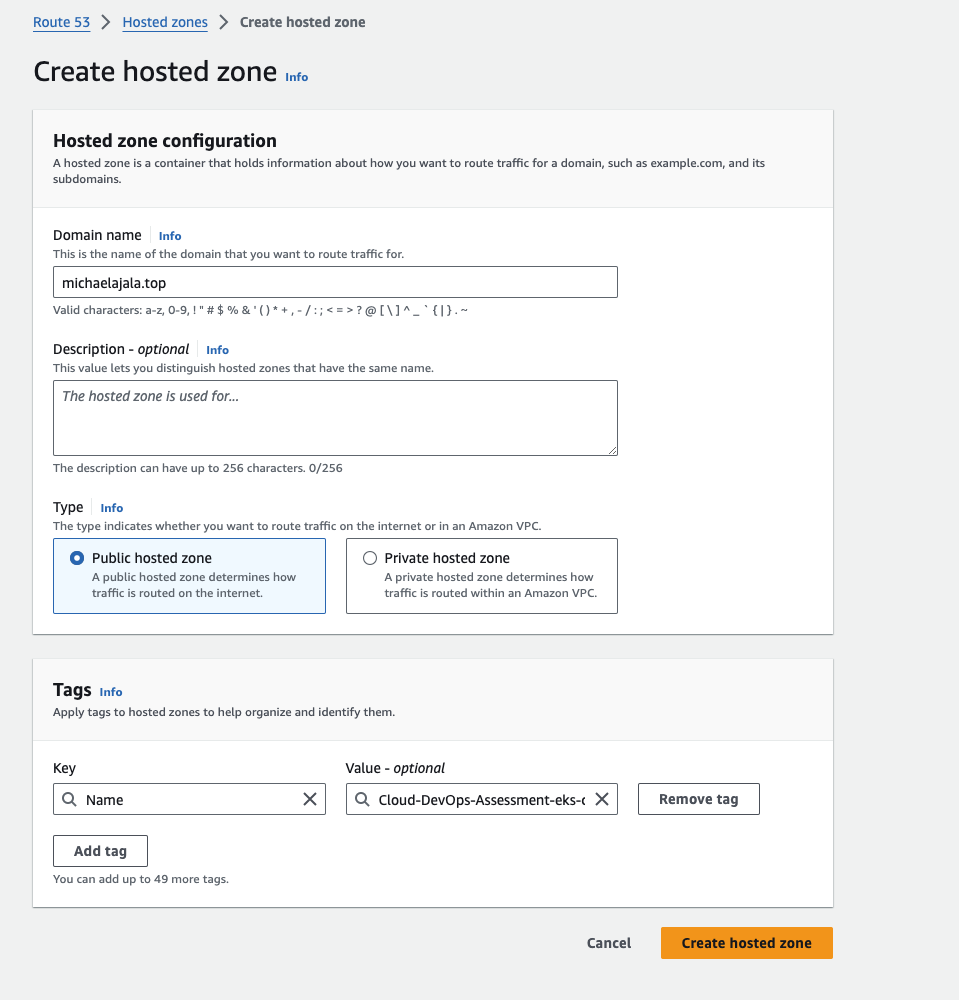 Route 53 > Hosted zones > Create hosted zone
Create hosted zone Info
Hosted zone configuration
A hosted zone is a container that holds information about how you want to route traffic for a domain, such as example.com, and its
subdomains.
Domain name Info
This is the name of the domain that you want to route traffic for.
michaelajala.top
Valid characters: a-z, 0-9, ! " # $ % & ' ( ) * + , - / : ; < = > ? @ [ \ ] ^ _ ` { | } . ~
Description - optional Info
This value lets you distinguish hosted zones that have the same name.
The hosted zone is used for...
The description can have up to 256 characters. 0/256
Type Info
The type indicates whether you want to route traffic on the internet or in an Amazon VPC.
Public hosted zone
A public hosted zone determines how
traffic is routed on the internet.
Private hosted zone
A private hosted zone determines how
traffic is routed within an Amazon VPC.
Tags Info
Apply tags to hosted zones to help organize and identify them.
Key
Value - optional
Name
Cloud-DevOps-Assessment-eks-
Remove tag
Add tag
You can add up to 49 more tags.
Cancel
Create hosted zone